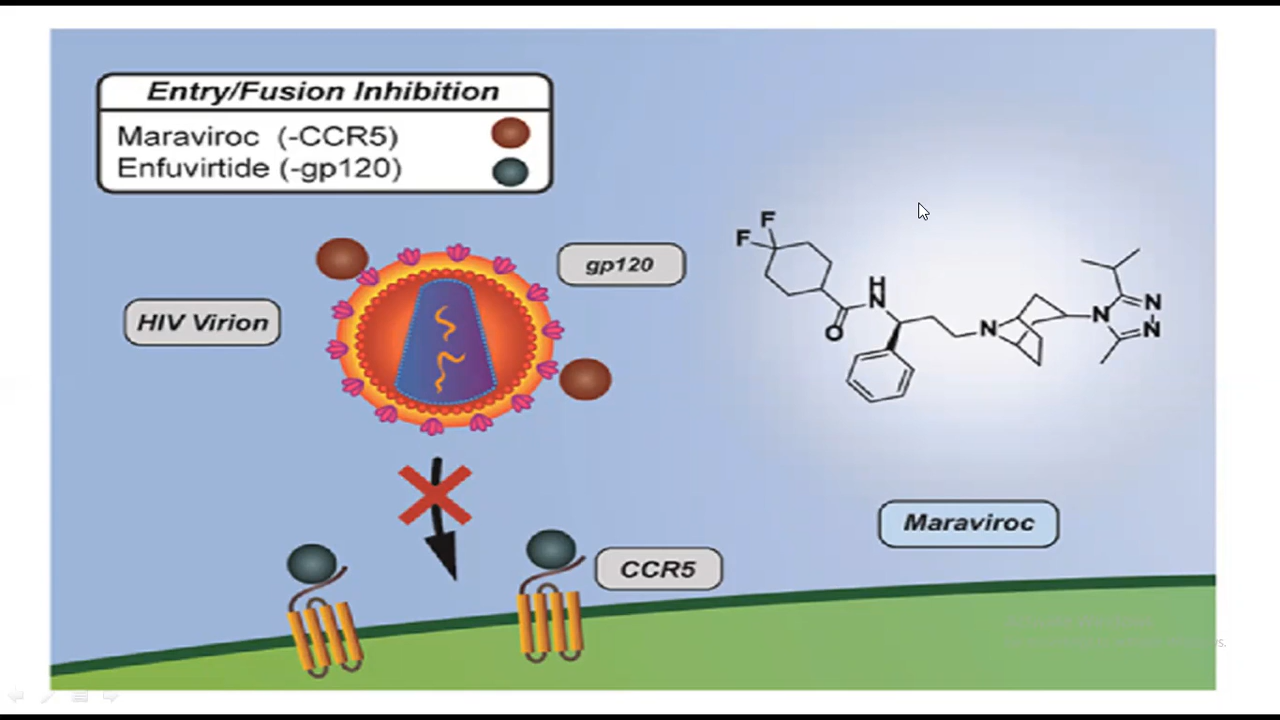 Entry/Fusion Inhibition
Maraviroc (-CCR5)
Enfuvirtide (-gp120)
gp120
HIV Virion
F
F
H
N
O
N
N
N
N
Maraviroc
CCR5